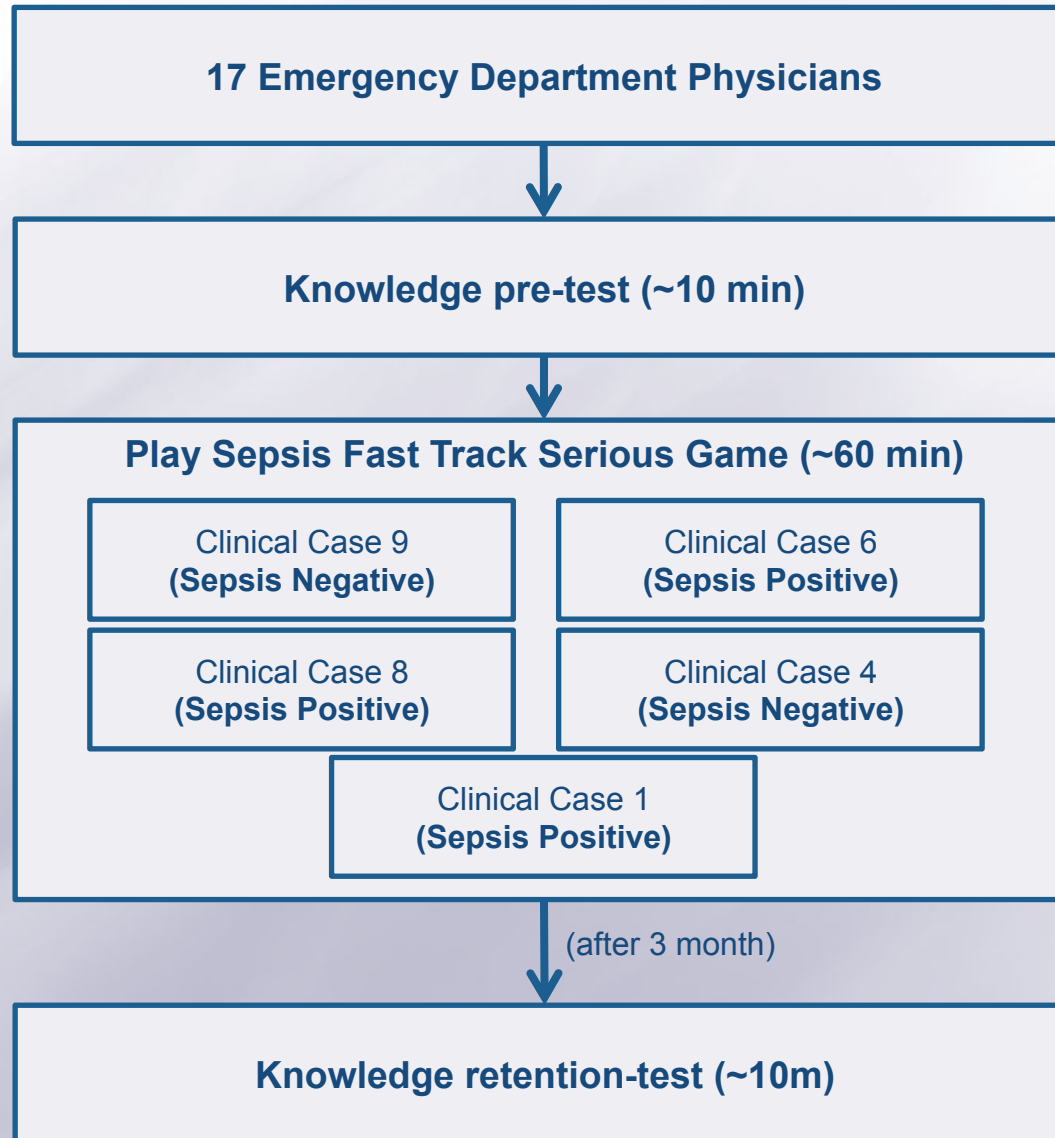 17 Emergency Department Physicians
Knowledge pre-test (~10 min)
Play Sepsis Fast Track Serious Game (~60 min)
Clinical Case 9
(Sepsis Negative)
Clinical Case 6
(Sepsis Positive)
Clinical Case 8
(Sepsis Positive)
Clinical Case 4
(Sepsis Negative)
Clinical Case 1
(Sepsis Positive)
(after 3 month)
Knowledge retention-test (~10m)